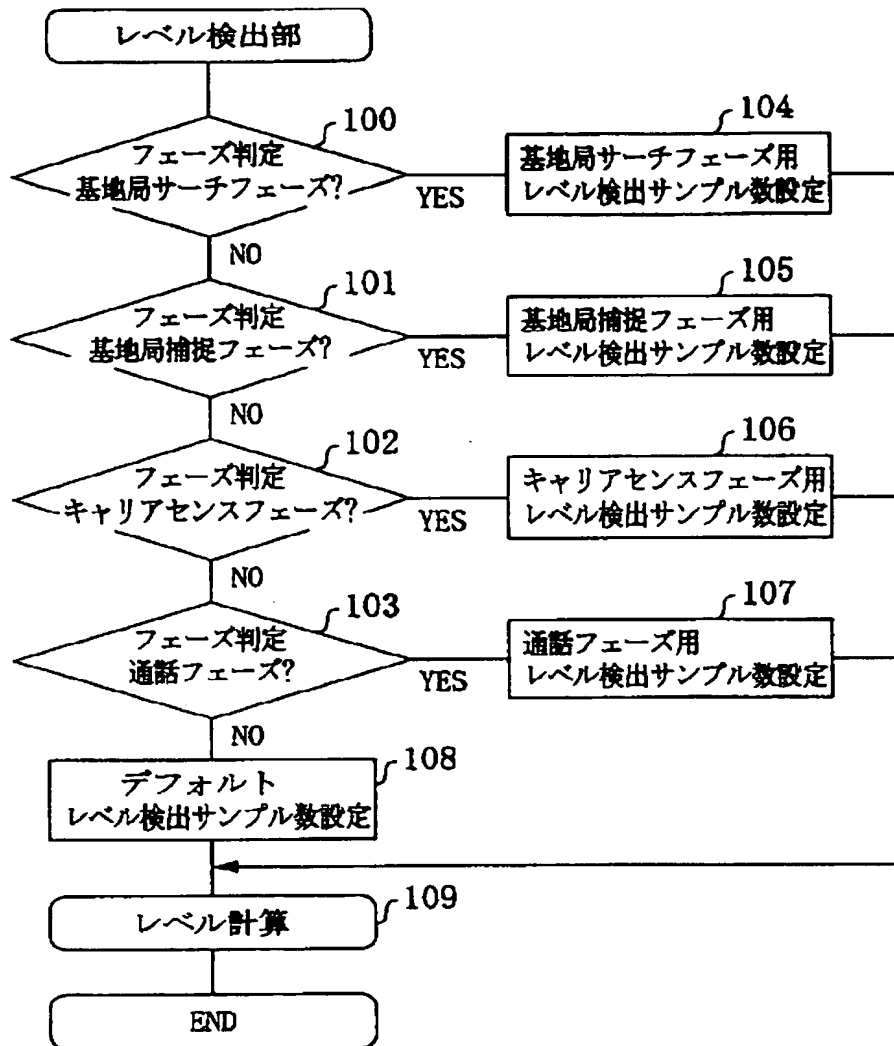 レベル検出部
100
フェーズ判定
基地局サーチフェーズ?
YES
104
基地局サーチフェーズ用
レベル検出サンプル数設定
NO
101
フェーズ判定
基地局捕捉フェーズ?
YES
105
基地局捕捉フェーズ用
レベル検出サンプル数設定
NO
102
フェーズ判定
キャリアセンスフェーズ?
YES
106
キャリアセンスフェーズ用
レベル検出サンプル数設定
NO
103
フェーズ判定
通話フェーズ?
YES
107
通話フェーズ用
レベル検出サンプル数設定
NO
108
デフォルト
レベル検出サンプル数設定
109
レベル計算
END